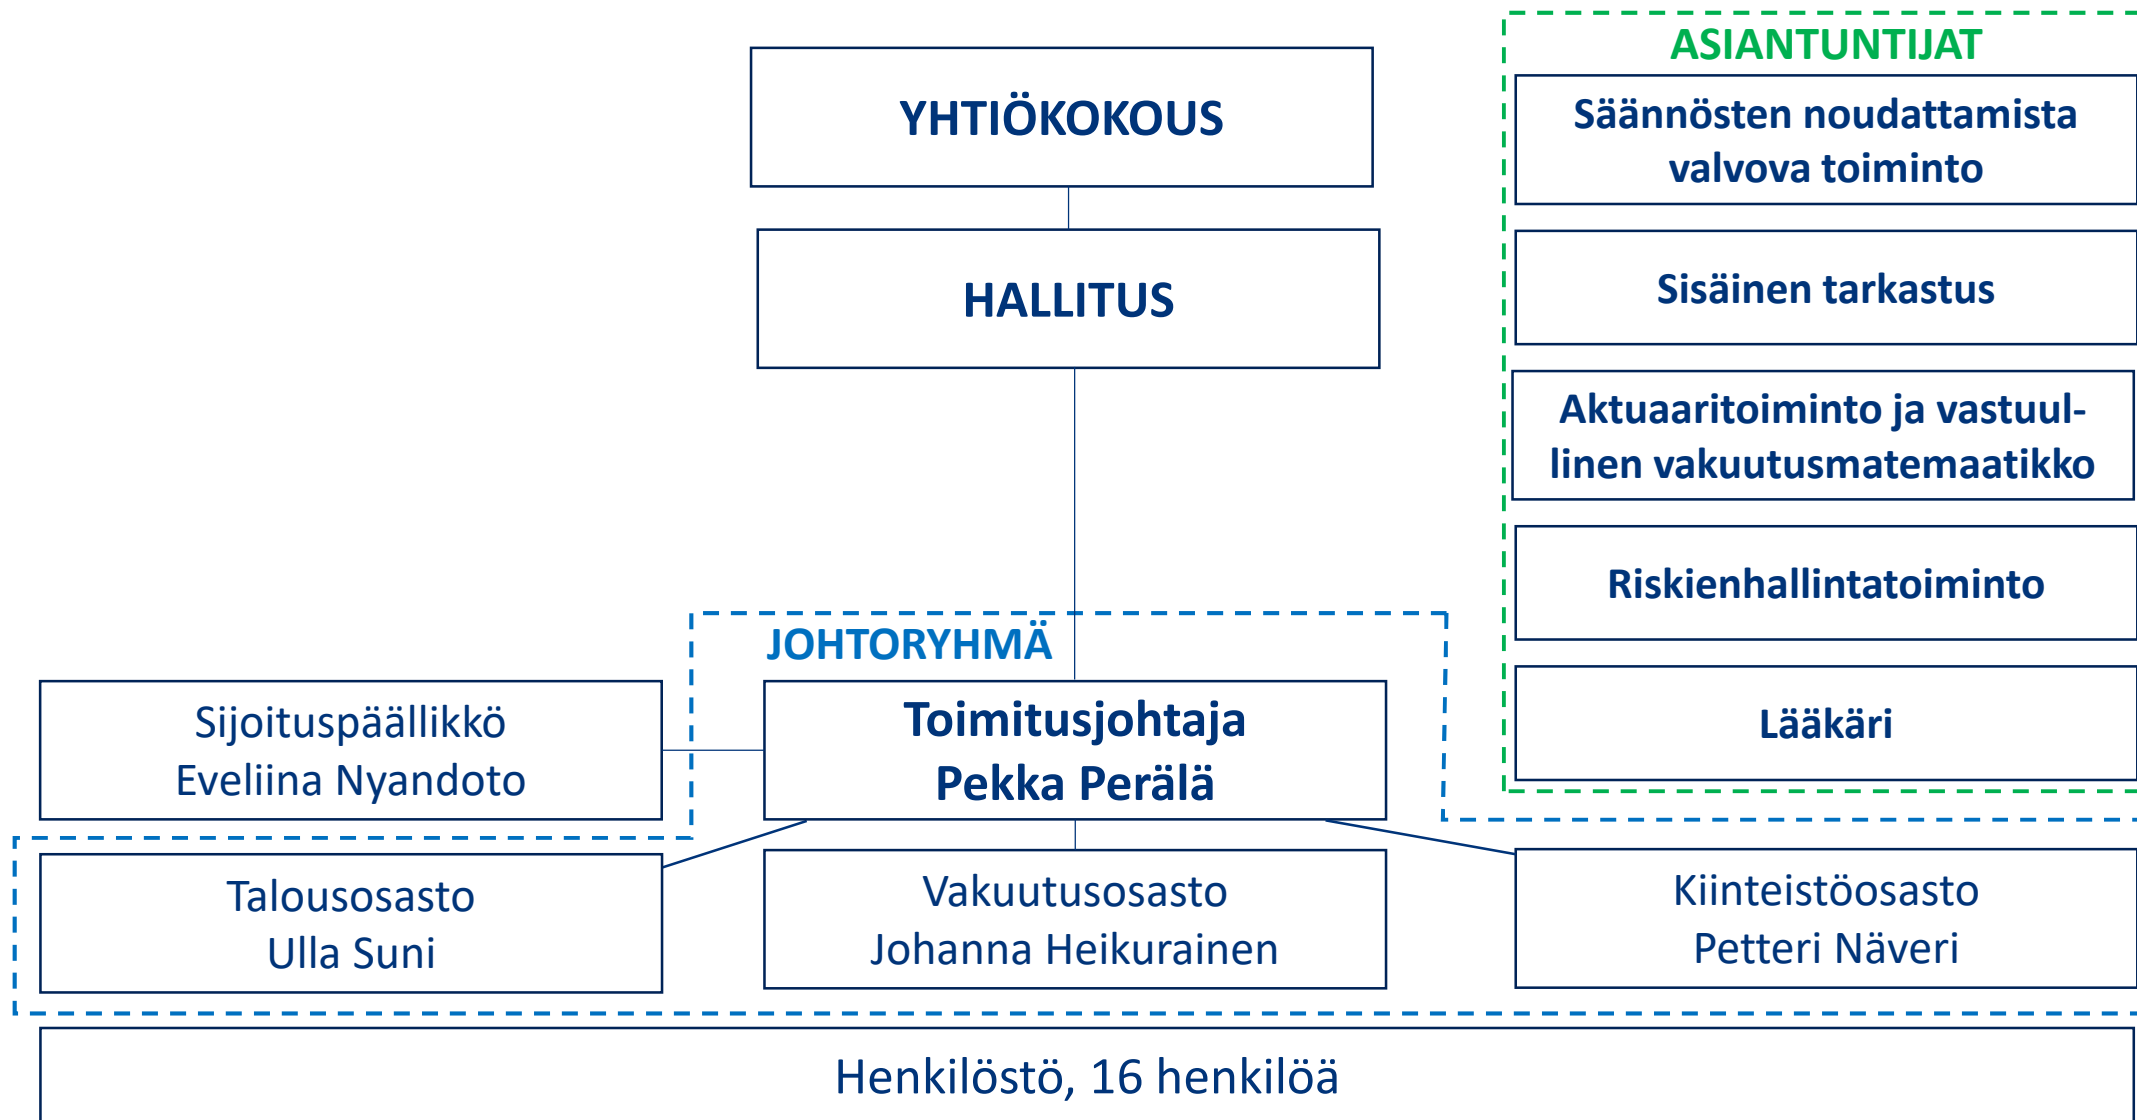 YHTIÖKOKOUS
HALLITUS
ASIANTUNTIJAT
Säännösten noudattamista
valvova toiminto
Sisäinen tarkastus
Aktuaaritoiminto ja vastuul-
linen vakuutusmatemaatikko
Riskienhallintatoiminto
Lääkäri
JOHTORYHMÄ
Sijoituspäällikkö
Eveliina Nyandoto
Toimitusjohtaja
Pekka Perälä
Talousosasto
Ulla Suni
Vakuutusosasto
Johanna Heikurainen
Kiinteistöosasto
Petteri Näveri
Henkilöstö, 16 henkilöä